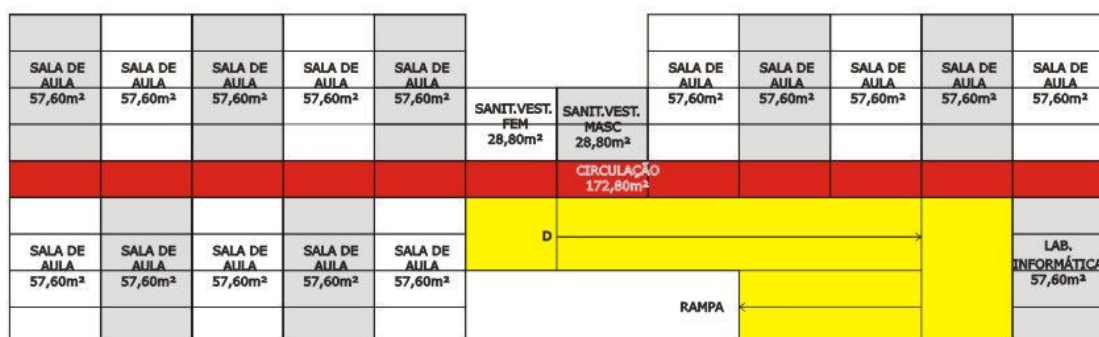 SALA DE
AULA
57,60m²
SALA DE
AULA
57,60m²
SALA DE
AULA
57,60m²
SALA DE
AULA
57,60m²
SALA DE
AULA
57,60m²
SANIT.VEST.
FEM
28,80m²
SANIT.VEST.
MASC
28,80m²
SALA DE
AULA
57,60m²
SALA DE
AULA
57,60m²
SALA DE
AULA
57,60m²
SALA DE
AULA
57,60m²
SALA DE
AULA
57,60m²
CIRCULAÇÃO
172,80m²
SALA DE
AULA
57,60m²
SALA DE
AULA
57,60m²
SALA DE
AULA
57,60m²
SALA DE
AULA
57,60m²
SALA DE
AULA
57,60m²
D
RAMPA
LAB.
INFORMÁTICA
57,60m²